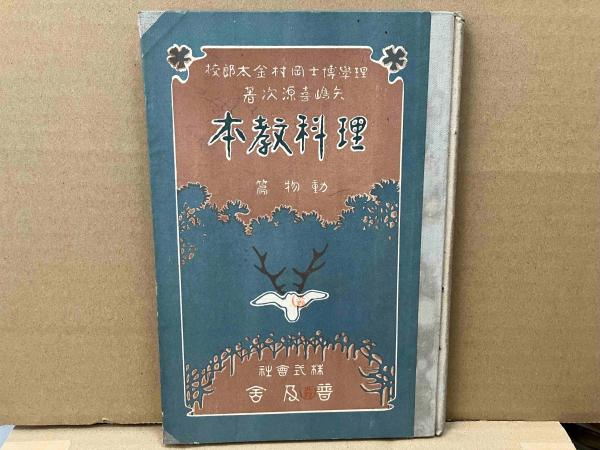 理學博士岡村金太郎校
矢嶋喜源次著
理科教本
動物篇
株式會社
普及舍